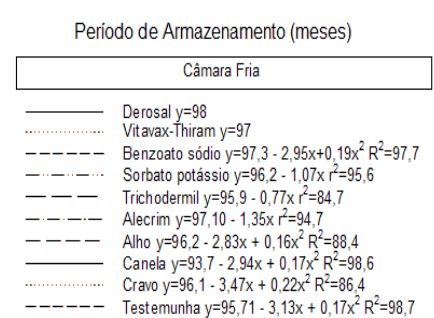 Período de Armazenamento (meses)
Câmara Fria
Derosal y=98
Vitavax-Thiram y=97
Benzoato sódio y=97,3 - 2,95x+0,19x² R²=97,7
Sorbato potássio y=96,2 - 1,07x r²=95,6
Trichodermil y=95,9 - 0,77x r²=84,7
Alecrim y=97,10 - 1,35x r²=94,7
Alho y=96,2 - 2,83x + 0,16x² R²=88,4
Canela y=93,7 - 2,94x + 0,17x² R²=98,6
Cravo y=96,1 - 3,47x + 0,22x² R²=86,4
Testemunha y=95,71 - 3,13x + 0,17x² R²=98,7